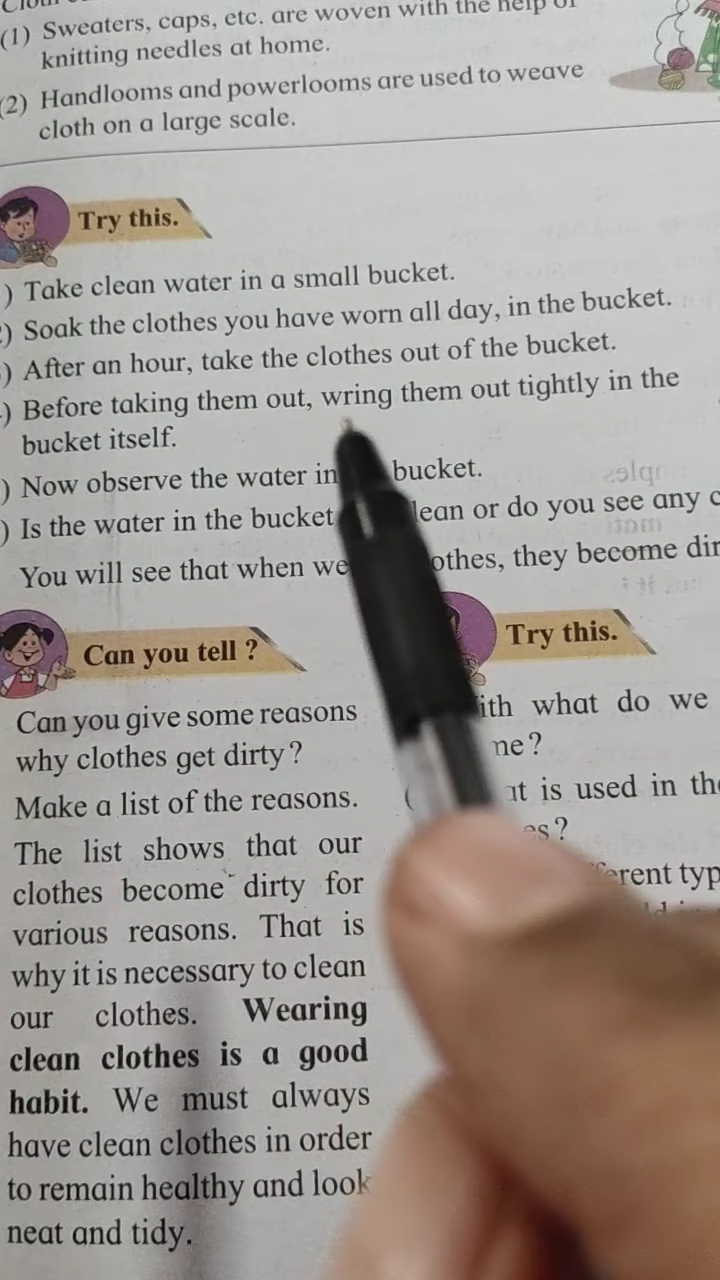 (1) Sweaters, caps, etc. are woven with the help of
knitting needles at home.
(2) Handlooms and powerlooms are used to weave
cloth on a large scale.
Try this.
) Take clean water in a small bucket.
) Soak the clothes you have worn all day, in the bucket.
) After an hour, take the clothes out of the bucket.
) Before taking them out, wring them out tightly in the
bucket itself.
) Now observe the water in bucket.
) Is the water in the bucket or do you see any
You will see that when we they become
Can you tell ?
Can you give some reasons
why clothes get dirty?
Make a list of the reasons.
The list shows that our
clothes become dirty for
various reasons. That is
why it is necessary to clean
our clothes. Wearing
clean clothes is a good
habit. We must always
have clean clothes in order
to remain healthy and look
neat and tidy.
Try this.
what do we
is used in